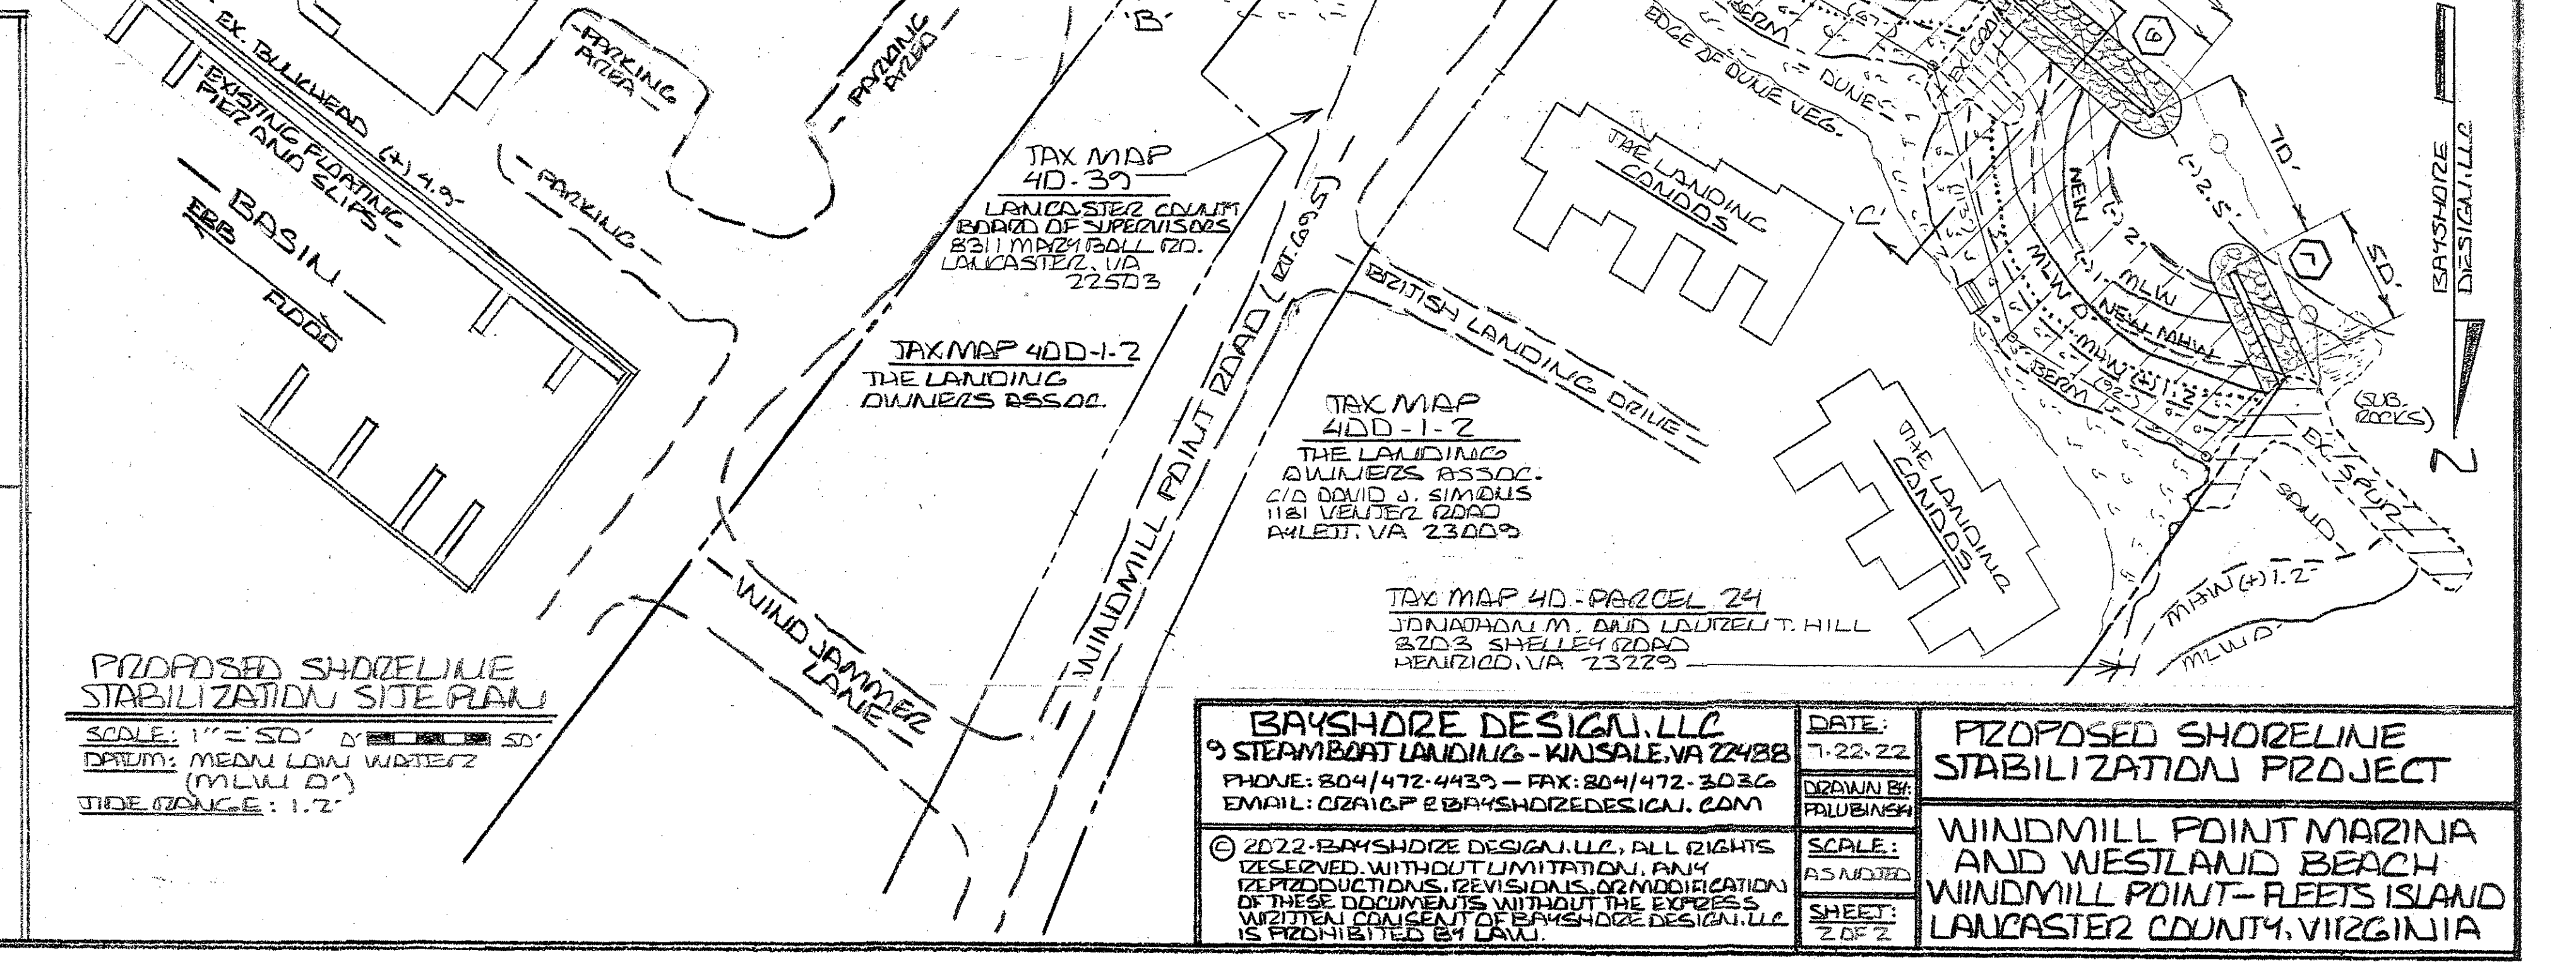 EX. BULKHEAD (+) 4.9'
EXISTING FLOATING
PIER AND SLIPS
BASIN
EBB
FLOOD
PARKING
AREA
PARKING
AREA
PARKING
'B'
TAX MAP
4D-39
LANCASTER COUNTY
BOARD OF SUPERVISORS
8311 MARY BALL RD.
LANCASTER, VA
22503
TAX MAP 4DD-1-2
THE LANDING
OWNERS ASSOC.
WINDMILL POINT ROAD (RT. 695)
BRITISH LANDING DRIVE
WINDJAMMER
LANE
THE LANDING
CONDOS
TAX MAP
4DD-1-2
THE LANDING
OWNERS ASSOC.
C/O DAVID J. SIMONS
1181 VENTER ROAD
AYLETT, VA 23009
THE LANDING
CONDOS
TAX MAP 4D-PARCEL 24
JONATHON M. AND LAUREN T. HILL
8203 SHELLEY ROAD
HENRICO, VA 23229
EDGE OF DUNE VEG.
BERM
DUNES
6
70'
(-) 2.5'
7
50'
NEW
MLW
MLW 0'
NEW MHW
MHW (+) 1.2'
BERM
(SUB.
ROCKS)
EX. SPUR
SAND
MHW (+) 1.2'
MLW 0'
BAYSHORE
DESIGN, LLC
PROPOSED SHORELINE
STABILIZATION SITE PLAN
SCALE: 1" = 50' 0' 50'
DATUM: MEAN LOW WATER
(MLW 0')
TIDE RANGE: 1.2'
BAYSHORE DESIGN, LLC
9 STEAMBOAT LANDING - KINSALE, VA 22488
PHONE: 804/472-4439 — FAX: 804/472-3036
EMAIL: CRAIGP@BAYSHOREDESIGN.COM
© 2022-BAYSHORE DESIGN, LLC, ALL RIGHTS
RESERVED. WITHOUT LIMITATION, ANY
REPRODUCTIONS, REVISIONS, OR MODIFICATION
OF THESE DOCUMENTS WITHOUT THE EXPRESS
WRITTEN CONSENT OF BAYSHORE DESIGN, LLC
IS PROHIBITED BY LAW.
DATE:
7-22-22
DRAWN BY:
PALUBINSKI
SCALE:
AS NOTED
SHEET:
2 OF 2
PROPOSED SHORELINE
STABILIZATION PROJECT
WINDMILL POINT MARINA
AND WESTLAND BEACH
WINDMILL POINT - FLEETS ISLAND
LANCASTER COUNTY, VIRGINIA